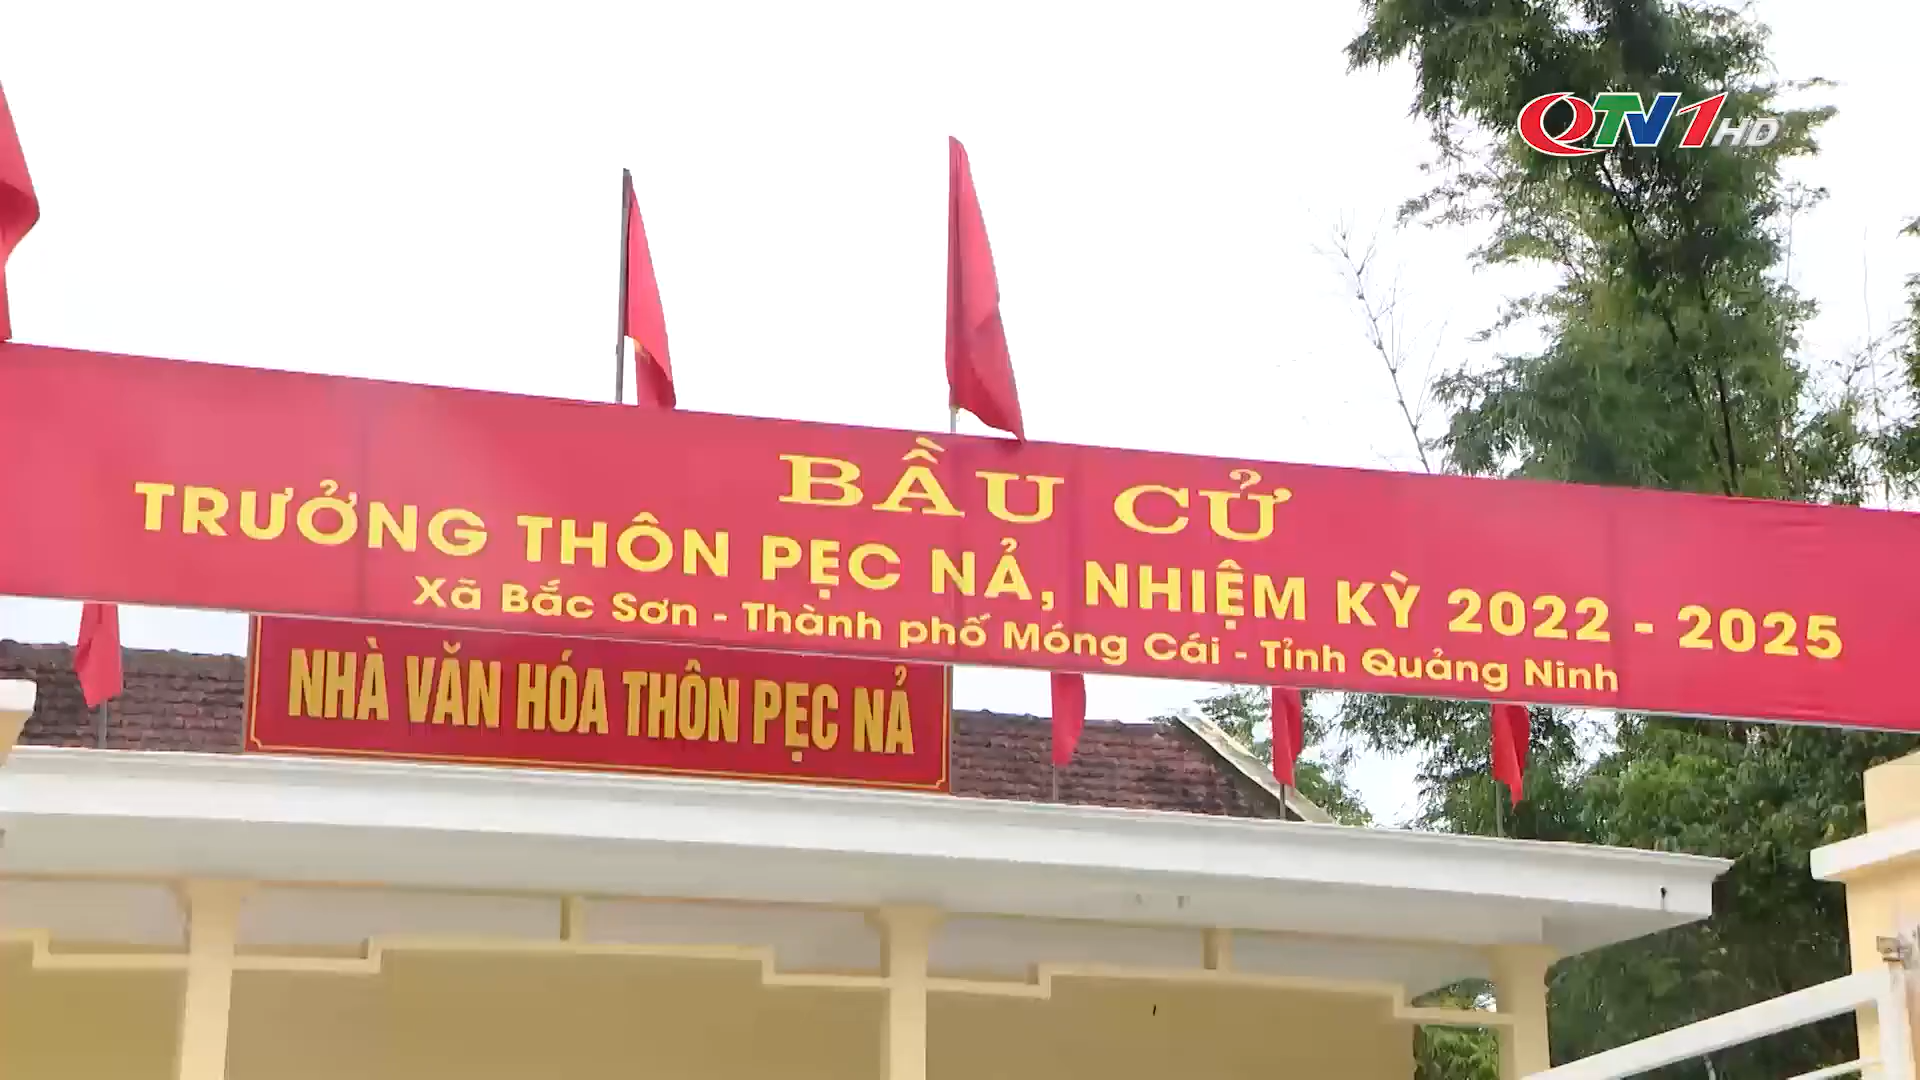 QTV1HD
BẦU CỬ
TRƯỞNG THÔN PẸC NẢ, NHIỆM KỲ 2022 - 2025
Xã Bắc Sơn - Thành phố Móng Cái - Tỉnh Quảng Ninh
NHÀ VĂN HÓA THÔN PẸC NẢ